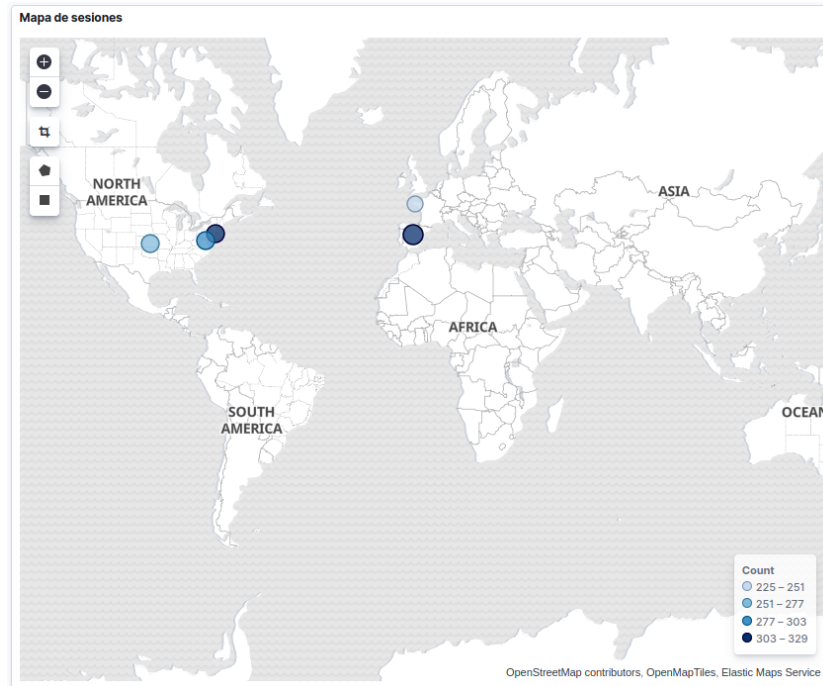 Mapa de sesiones
NORTH
AMERICA
ASIA
AFRICA
SOUTH
AMERICA
OCEAN
Count
225 – 251
251 – 277
277 – 303
303 – 329
OpenStreetMap contributors, OpenMapTiles, Elastic Maps Service